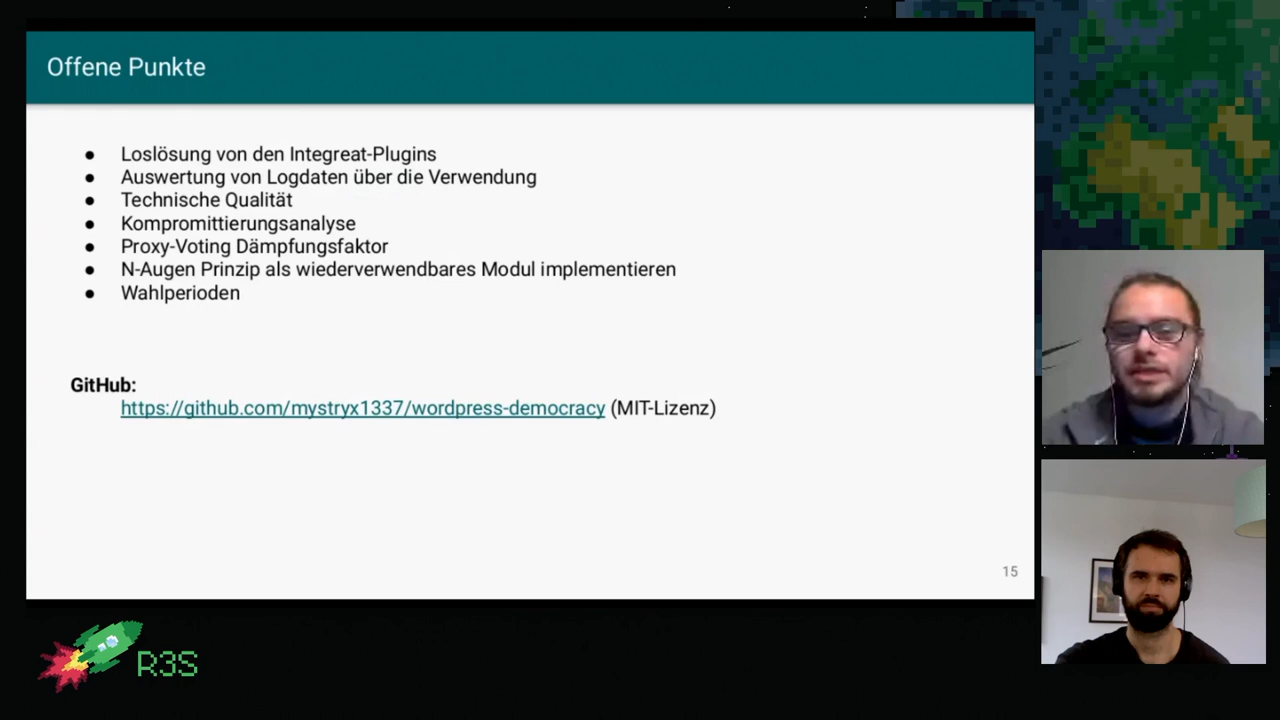 Offene Punkte
● Loslösung von den Integreat-Plugins
● Auswertung von Logdaten über die Verwendung
● Technische Qualität
● Kompromittierungsanalyse
● Proxy-Voting Dämpfungsfaktor
● N-Augen Prinzip als wiederverwendbares Modul implementieren
● Wahlperioden
GitHub:
https://github.com/mystryx1337/wordpress-democracy (MIT-Lizenz)
15
R3S